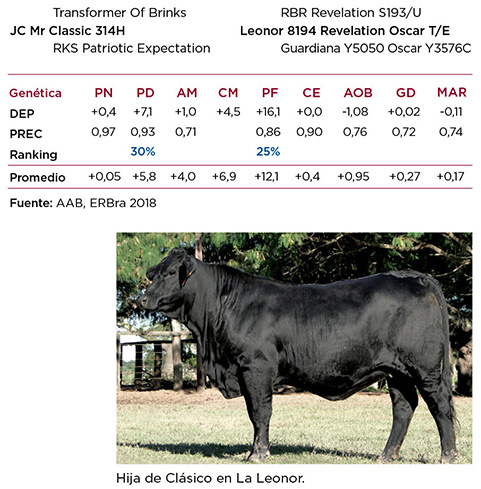 Transformer Of Brinks RBR Revelation S193/U
JC Mr Classic 314H Leonor 8194 Revelation Oscar T/E
RKS Patriotic Expectation Guardiana Y5050 Oscar Y3576C
Genética PN PD AM CM PF CE AOB GD MAR
DEP +0,4 +7,1 +1,0 +4,5 +16,1 +0,0 -1,08 +0,02 -0,11
PREC 0,97 0,93 0,71 0,86 0,90 0,76 0,72 0,74
Ranking 30% 25%
Promedio +0,05 +5,8 +4,0 +6,9 +12,1 +0,4 +0,95 +0,27 +0,17
Fuente: AAB, ERBra 2018
Hija de Clásico en La Leonor.